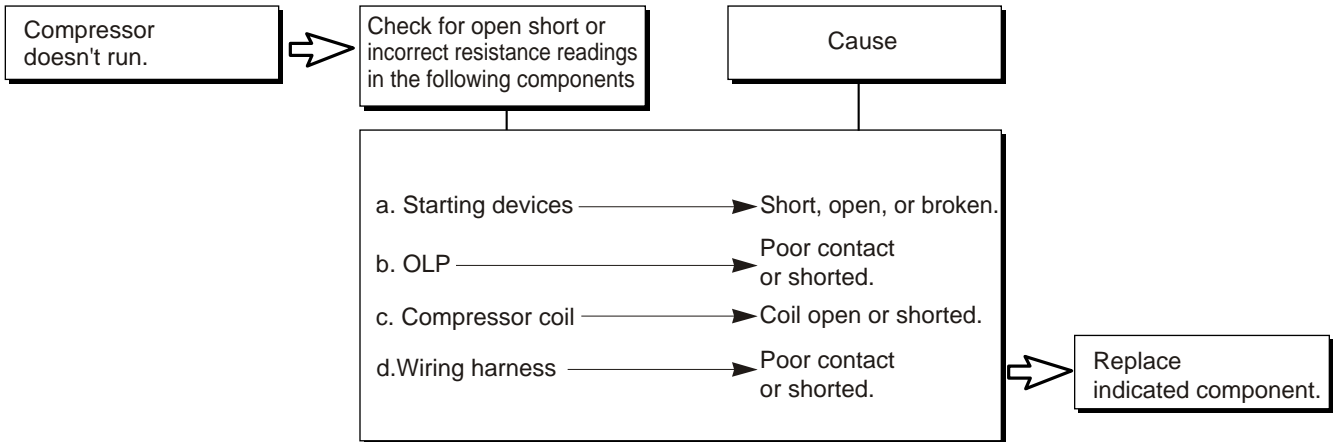 Compressor
doesn't run.
Check for open short or
incorrect resistance readings
in the following components
Cause
a. Starting devices
Short, open, or broken.
b. OLP
Poor contact
or shorted.
c. Compressor coil
Coil open or shorted.
d.Wiring harness
Poor contact
or shorted.
Replace
indicated component.